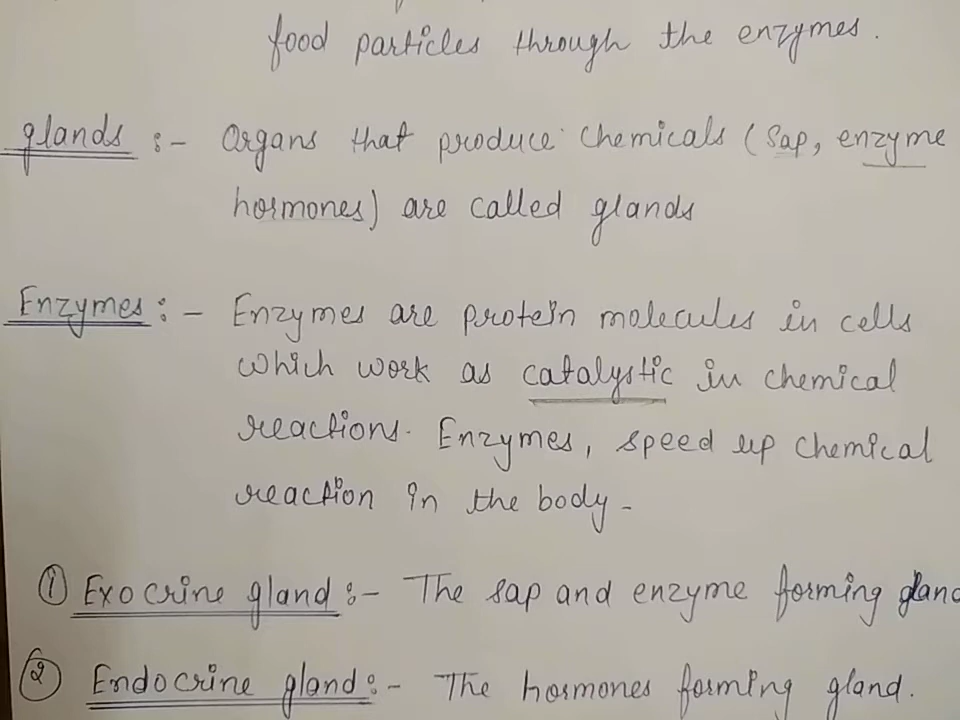 food particles through the enzymes.
glands :- Organs that produce chemicals (Sap, enzyme
hormones) are called glands
Enzymes :- Enzymes are protein molecules in cells
which work as catalystic in chemical
reactions. Enzymes, speed up chemical
reaction in the body -
① Exocrine gland :- The sap and enzyme forming gland
② Endocrine gland :- The hormones forming gland.